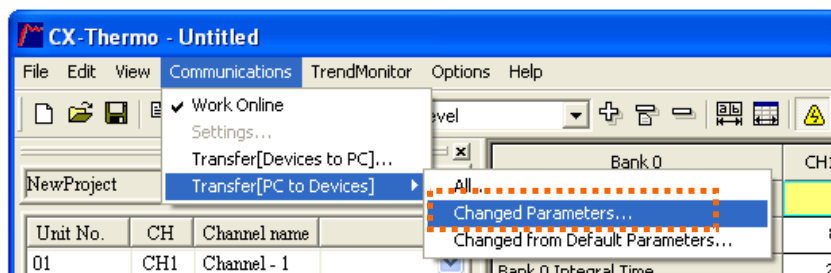 CX-Thermo - Untitled
File Edit View Communications TrendMonitor Options Help
Work Online
Settings...
Transfer[Devices to PC]...
Transfer[PC to Devices]
All...
Changed Parameters...
Changed from Default Parameters...
Bank 0
NewProject
Unit No. CH Channel name
01 CH1 Channel - 1
Bank 0 Integral Time